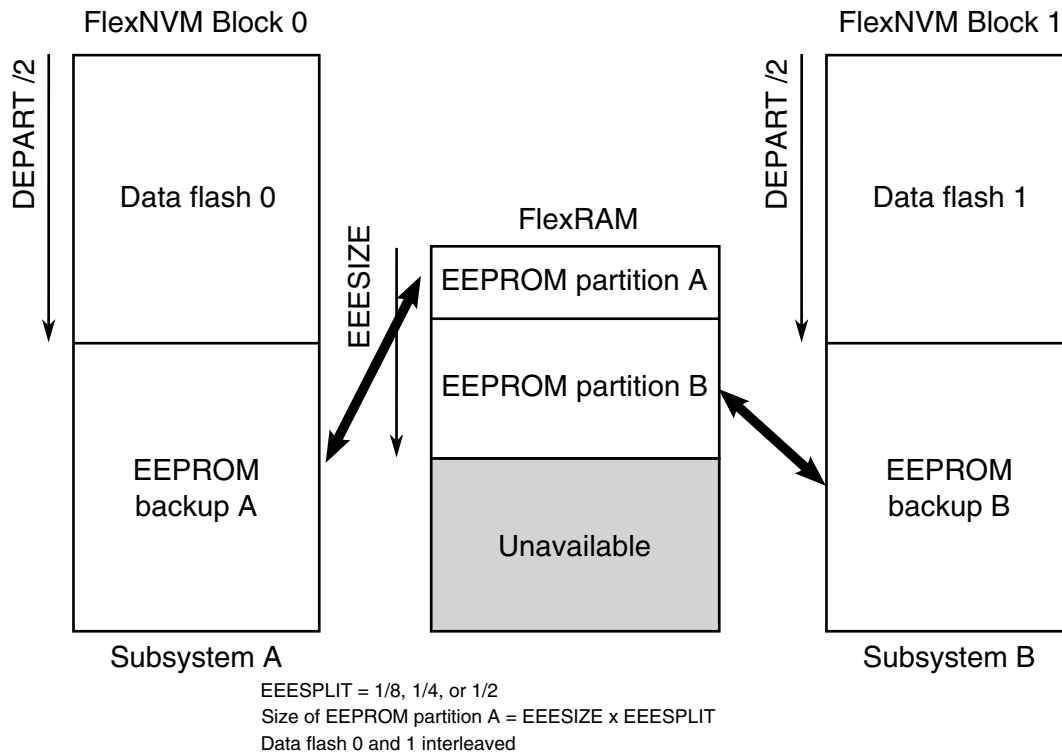 FlexNVM Block 0
FlexNVM Block 1
DEPART /2
Data flash 0
EEPROM
backup A
Subsystem A
EEESIZE
FlexRAM
EEPROM partition A
EEPROM partition B
Unavailable
DEPART /2
Data flash 1
EEPROM
backup B
Subsystem B
EEESPLIT = 1/8, 1/4, or 1/2
Size of EEPROM partition A = EEESIZE x EEESPLIT
Data flash 0 and 1 interleaved